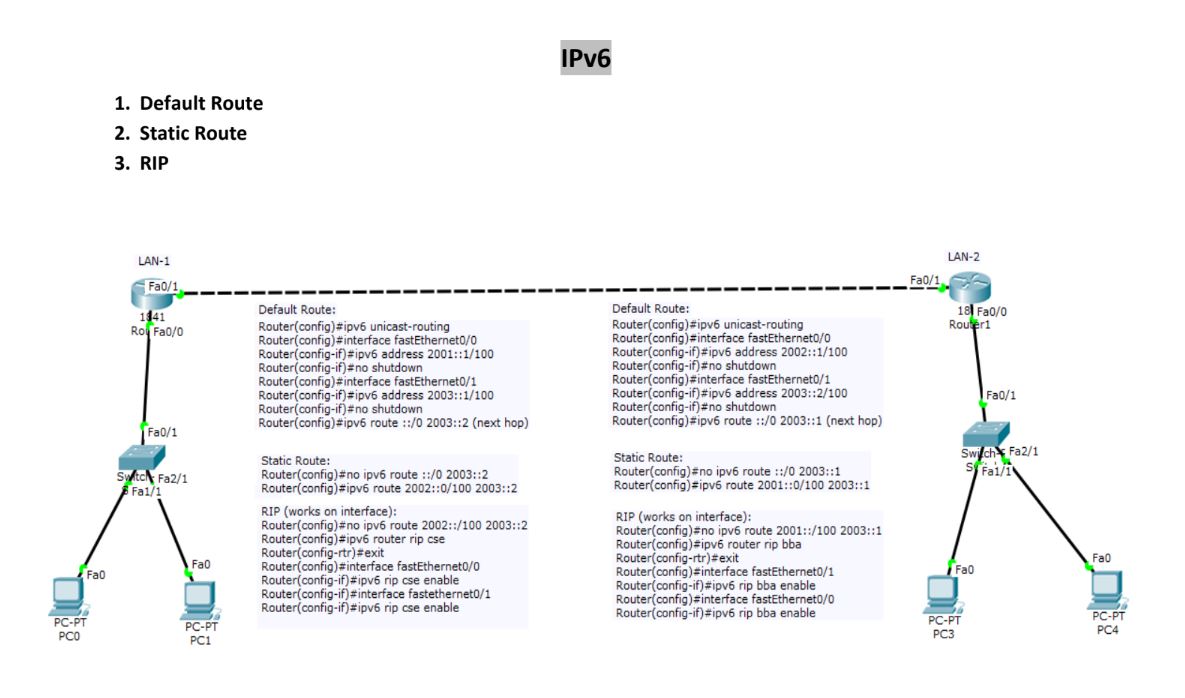 IPv6
1. Default Route
2. Static Route
3. RIP
LAN-1
Fa0/1
1841
Fa0/0
Fa0/1
Fa2/1
Fa1/1
Fa0
Fa0
PC-PT
PC0
PC-PT
PC1
Default Route:
Router(config)#ipv6 unicast-routing
Router(config)#interface fastEthernet0/0
Router(config-if)#ipv6 address 2001::1/100
Router(config-if)#no shutdown
Router(config)#interface fastEthernet0/1
Router(config-if)#ipv6 address 2003::1/100
Router(config-if)#no shutdown
Router(config)#ipv6 route ::/0 2003::2 (next hop)
Static Route:
Router(config)#no ipv6 route ::/0 2003::2
Router(config)#ipv6 route 2002::0/100 2003::2
RIP (works on interface):
Router(config)#no ipv6 route 2002::/100 2003::2
Router(config)#ipv6 router rip cse
Router(config-rtr)#exit
Router(config)#interface fastEthernet0/0
Router(config-if)#ipv6 rip cse enable
Router(config-if)#interface fastethernet0/1
Router(config-if)#ipv6 rip cse enable
Default Route:
Router(config)#ipv6 unicast-routing
Router(config)#interface fastEthernet0/0
Router(config-if)#ipv6 address 2002::1/100
Router(config-if)#no shutdown
Router(config)#interface fastEthernet0/1
Router(config-if)#ipv6 address 2003::2/100
Router(config-if)#no shutdown
Router(config)#ipv6 route ::/0 2003::1 (next hop)
Static Route:
Router(config)#no ipv6 route ::/0 2003::1
Router(config)#ipv6 route 2001::0/100 2003::1
RIP (works on interface):
Router(config)#no ipv6 route 2001::/100 2003::1
Router(config)#ipv6 router rip bba
Router(config-rtr)#exit
Router(config)#interface fastEthernet0/1
Router(config-if)#ipv6 rip bba enable
Router(config)#interface fastEthernet0/0
Router(config-if)#ipv6 rip bba enable
LAN-2
Fa0/1
Fa0/0
Router1
Fa0/1
Fa2/1
Fa1/1
Fa0
Fa0
PC-PT
PC3
PC-PT
PC4